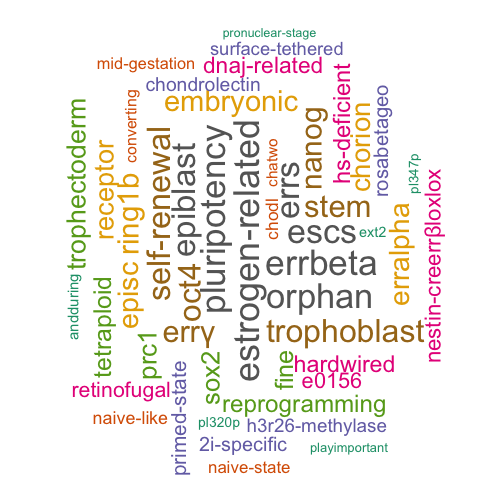 pronuclear-stage
surface-tethered
mid-gestation
dnaj-related
chondrolectin
embryonic
converting
trophectoderm
receptor
ring1b
episc
self-renewal
oct4
epiblast
pluripotency
estrogen-related
chodl
chatwo
errs
nanog
hs-deficient
chorion
rosabetageo
pl347p
stem
escs
ext2
errbeta
erralpha
orphan
nestin-creerrβloxlox
andduring
tetraploid
prc1
errγ
trophoblast
sox2
fine
hardwired
e0156
retinofugal
reprogramming
naive-like
primed-state
pl320p
h3r26-methylase
2i-specific
playimportant
naive-state